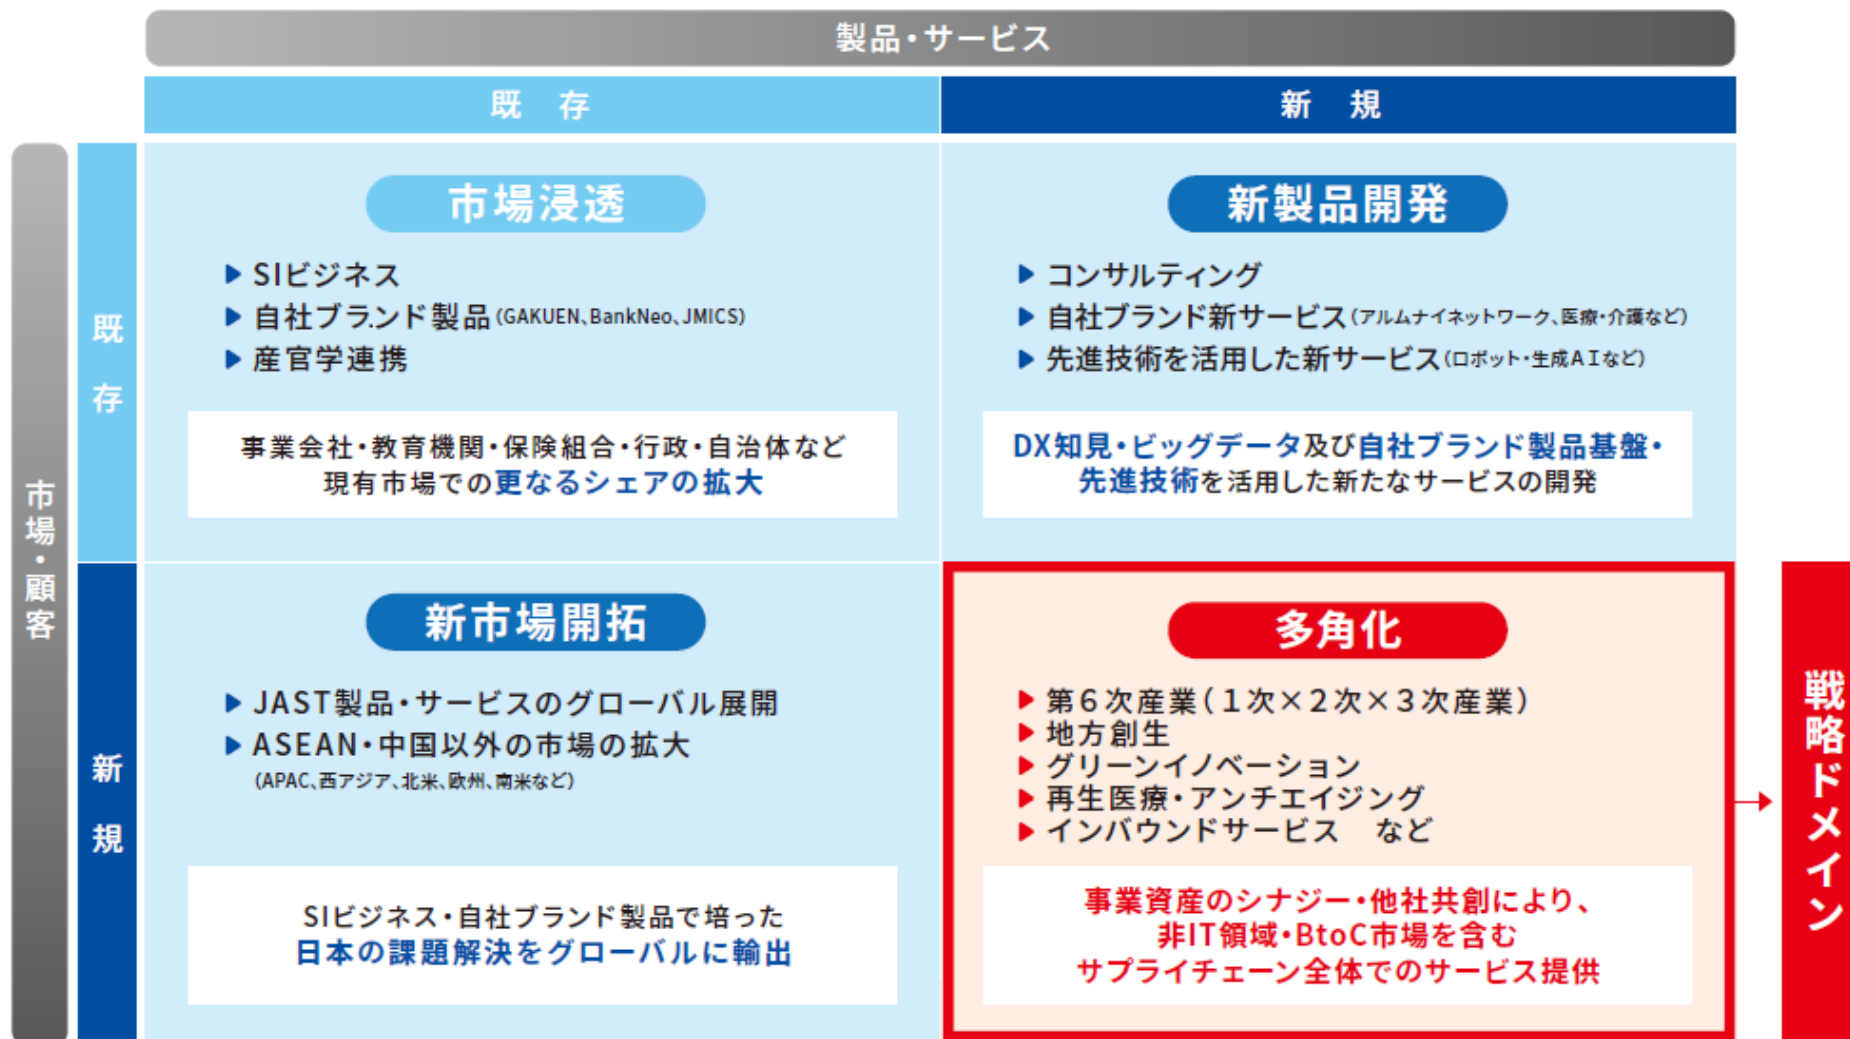 製品・サービス
既 存
新 規
市場・顧客
既 存
市場浸透
SIビジネス
自社ブランド製品(GAKUEN、BankNeo、JMICS)
産官学連携
事業会社・教育機関・保険組合・行政・自治体など
現有市場での更なるシェアの拡大
新製品開発
コンサルティング
自社ブランド新サービス(アルムナイネットワーク、医療・介護など)
先進技術を活用した新サービス(ロボット・生成AIなど)
DX知見・ビッグデータ及び自社ブランド製品基盤・
先進技術を活用した新たなサービスの開発
新 規
新市場開拓
JAST製品・サービスのグローバル展開
ASEAN・中国以外の市場の拡大
(APAC、西アジア、北米、欧州、南米など)
SIビジネス・自社ブランド製品で培った
日本の課題解決をグローバルに輸出
多角化
第6次産業(1次×2次×3次産業)
地方創生
グリーンイノベーション
再生医療・アンチエイジング
インバウンドサービス など
事業資産のシナジー・他社共創により、
非IT領域・BtoC市場を含む
サプライチェーン全体でのサービス提供
戦略ドメイン